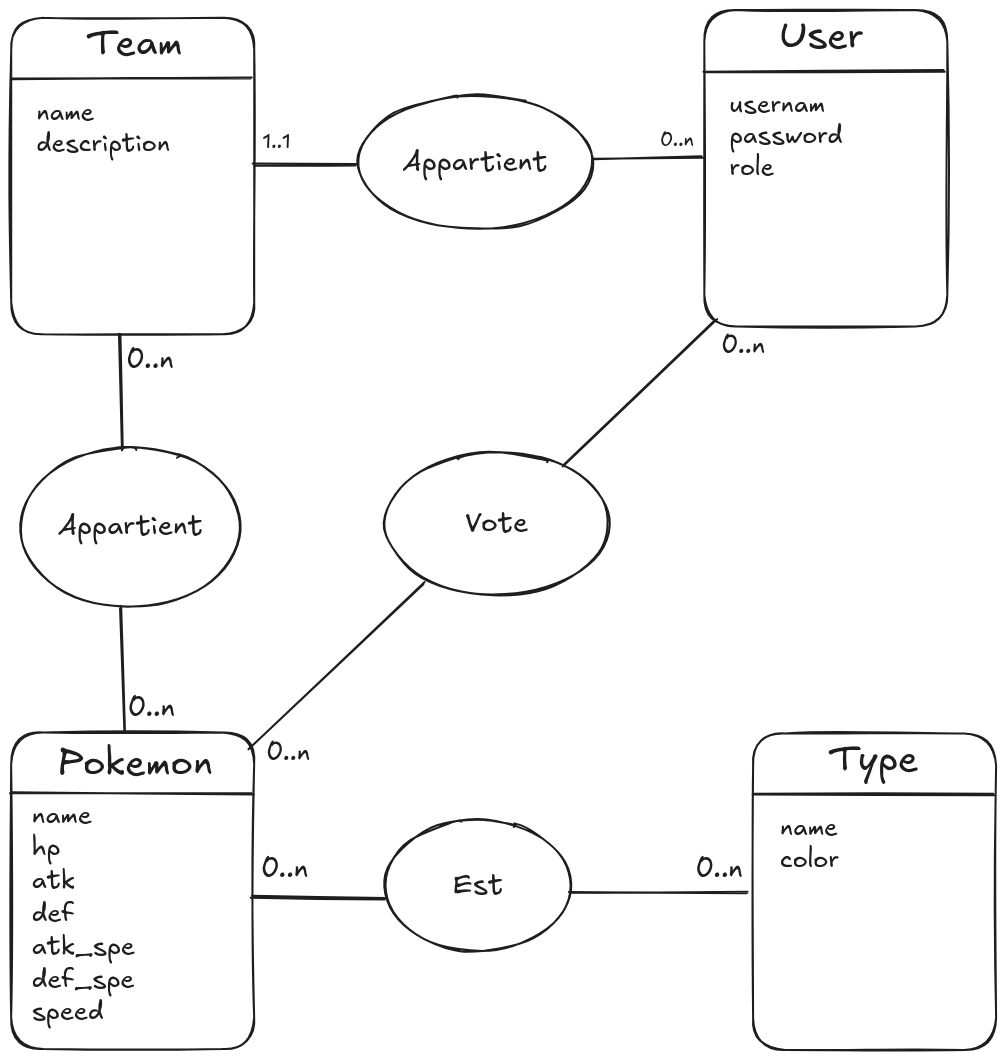 Team
name
description
1..1
Appartient
0..n
User
usernam
password
role
0..n
0..n
Appartient
Vote
0..n
0..n
Pokemon
name
hp
atk
def
atk_spe
def_spe
speed
0..n
Est
0..n
Type
name
color